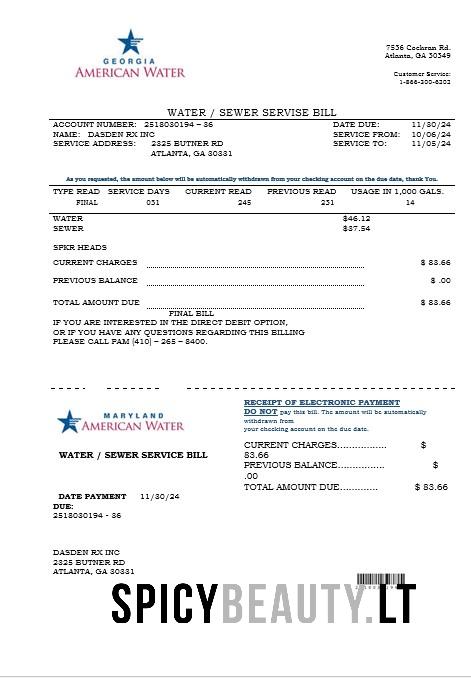 GEORGIA
AMERICAN WATER
7536 Cochran Rd.
Atlanta, GA 30349
Customer Service:
1-866-300-6202
WATER / SEWER SERVISE BILL
ACCOUNT NUMBER: 2518030194 – 36 DATE DUE: 11/30/24
NAME: DASDEN RX INC SERVICE FROM: 10/06/24
SERVICE ADDRESS: 2325 BUTNER RD SERVICE TO: 11/05/24
ATLANTA, GA 30331
As you requested, the amount below will be automatically withdrawn from your checking account on the due date, thank You.
TYPE READ SERVICE DAYS CURRENT READ PREVIOUS READ USAGE IN 1,000 GALS.
FINAL 031 245 231 14
WATER $46.12
SEWER $37.54
SPKR HEADS
CURRENT CHARGES $ 83.66
PREVIOUS BALANCE $ .00
TOTAL AMOUNT DUE $ 83.66
FINAL BILL
IF YOU ARE INTERESTED IN THE DIRECT DEBIT OPTION,
OR IF YOU HAVE ANY QUESTIONS REGARDING THIS BILLING
PLEASE CALL PAM (410) – 265 – 8400.
MARYLAND
AMERICAN WATER
WATER / SEWER SERVICE BILL
DATE PAYMENT 11/30/24
DUE:
2518030194 - 36
RECEIPT OF ELECTRONIC PAYMENT
DO NOT pay this bill. The amount will be automatically
withdrawn from
your checking account on the due date.
CURRENT CHARGES................. $
83.66
PREVIOUS BALANCE............... $
.00
TOTAL AMOUNT DUE............. $ 83.66
DASDEN RX INC
2325 BUTNER RD
ATLANTA, GA 30331
SPICYBEAUTY.LT